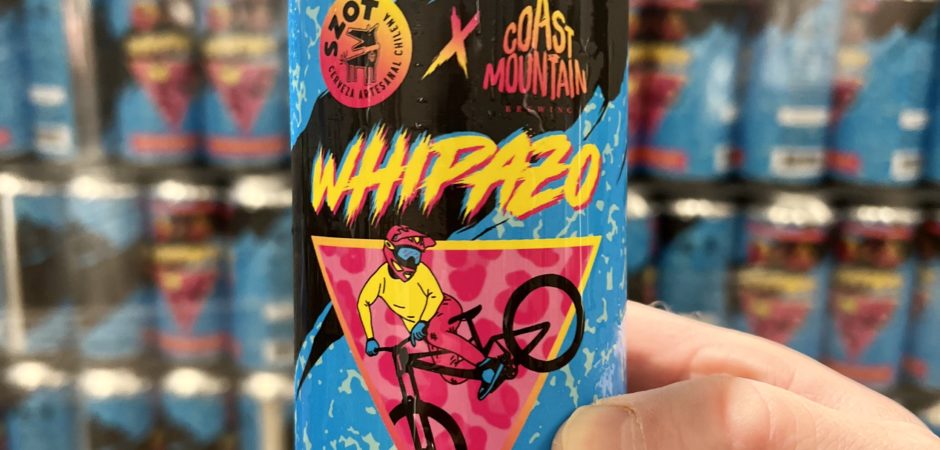 SZOT
CERVEZA ARTESANAL CHILENA
X
COAST
MOUNTAIN
BREWING
WHIPAZO